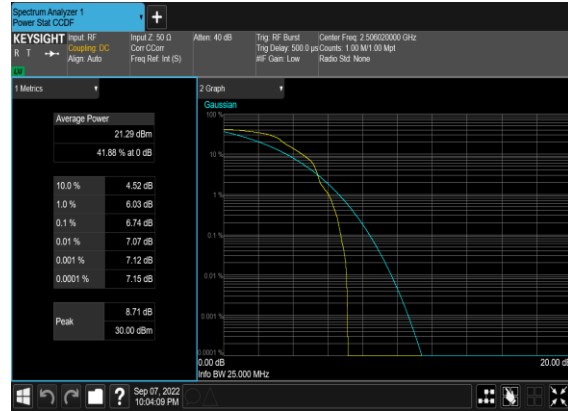 Spectrum Analyzer 1
Power Stat CCDF
KEYSIGHT
R T
LM
Input: RF
Coupling: DC
Align: Auto
Input Z: 50 Ω
Corr CCorr
Freq Ref: Int (S)
Atten: 40 dB
Trig: RF Burst
Trig Delay: 500.0 µs
#IF Gain: Low
Center Freq: 2.506020000 GHz
Counts: 1.00 M/1.00 Mpt
Radio Std: None
1 Metrics
Average Power
21.29 dBm
41.88 % at 0 dB
10.0 % 4.52 dB
1.0 % 6.03 dB
0.1 % 6.74 dB
0.01 % 7.07 dB
0.001 % 7.12 dB
0.0001 % 7.15 dB
Peak
8.71 dB
30.00 dBm
2 Graph
Gaussian
100 %
10 %
1 %
0.1 %
0.01 %
0.001 %
0.0001 %
0.00 dB
20.00 dB
Info BW 25.000 MHz
?
Sep 07, 2022
10:04:09 PM